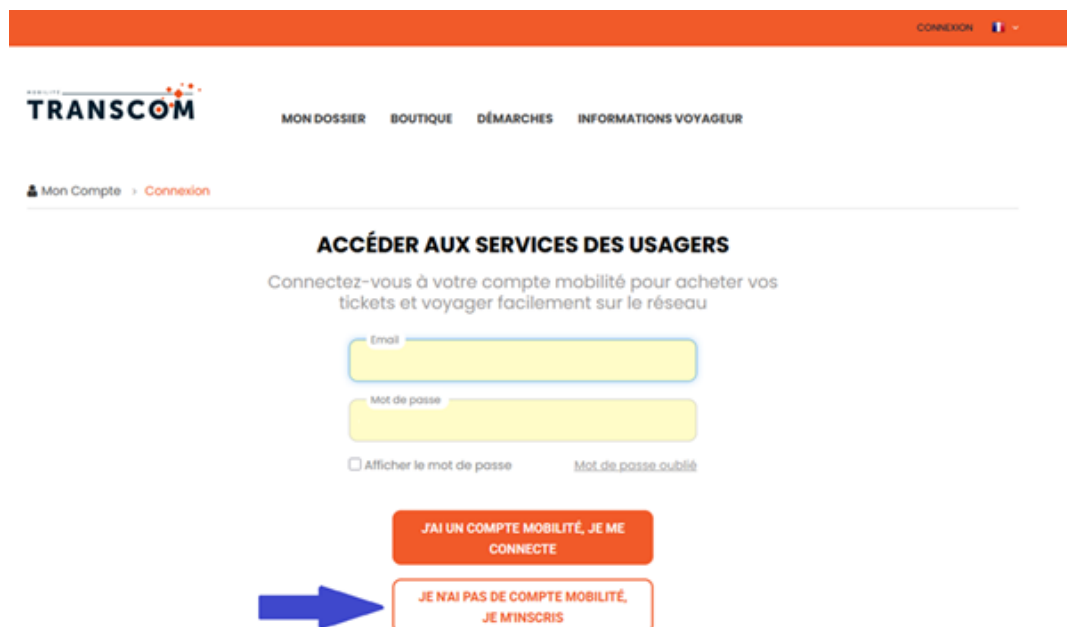 CONNEXION
MOBILITÉ
TRANSCOM
MON DOSSIER BOUTIQUE DÉMARCHES INFORMATIONS VOYAGEUR
Mon Compte > Connexion
ACCÉDER AUX SERVICES DES USAGERS
Connectez-vous à votre compte mobilité pour acheter vos
tickets et voyager facilement sur le réseau
Email
Mot de passe
Afficher le mot de passe Mot de passe oublié
J'AI UN COMPTE MOBILITÉ, JE ME
CONNECTE
JE N'AI PAS DE COMPTE MOBILITÉ,
JE M'INSCRIS